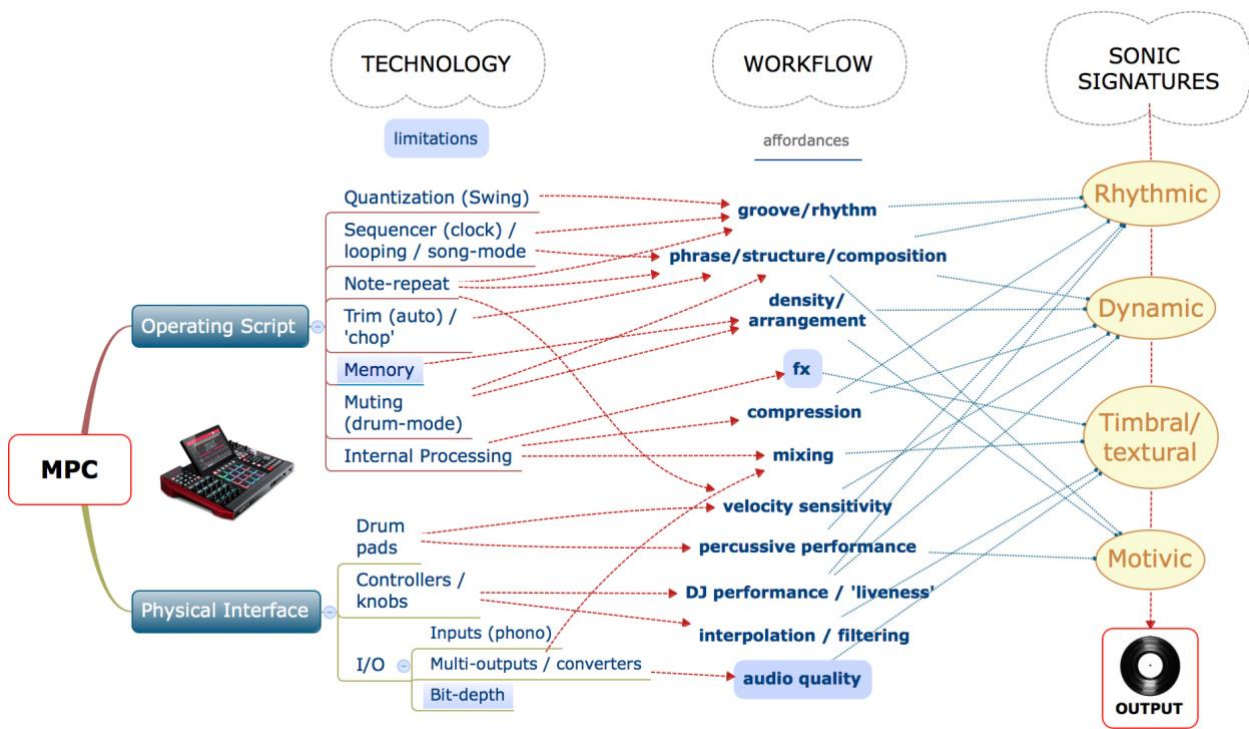 TECHNOLOGY
WORKFLOW
SONIC
SIGNATURES
limitations
affordances
MPC
Operating Script
Quantization (Swing)
Sequencer (clock) /
looping / song-mode
Note-repeat
Trim (auto) /
'chop'
Memory
Muting
(drum-mode)
Internal Processing
Physical Interface
Drum
pads
Controllers /
knobs
I/O
Inputs (phono)
Multi-outputs / converters
Bit-depth
groove/rhythm
phrase/structure/composition
density/
arrangement
fx
compression
mixing
velocity sensitivity
percussive performance
DJ performance / 'liveness'
interpolation / filtering
audio quality
Rhythmic
Dynamic
Timbral/
textural
Motivic
OUTPUT